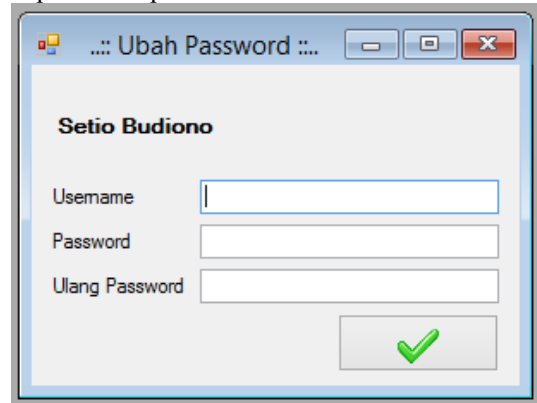 ..:: Ubah Password ::..
Setio Budiono
Username
Password
Ulang Password